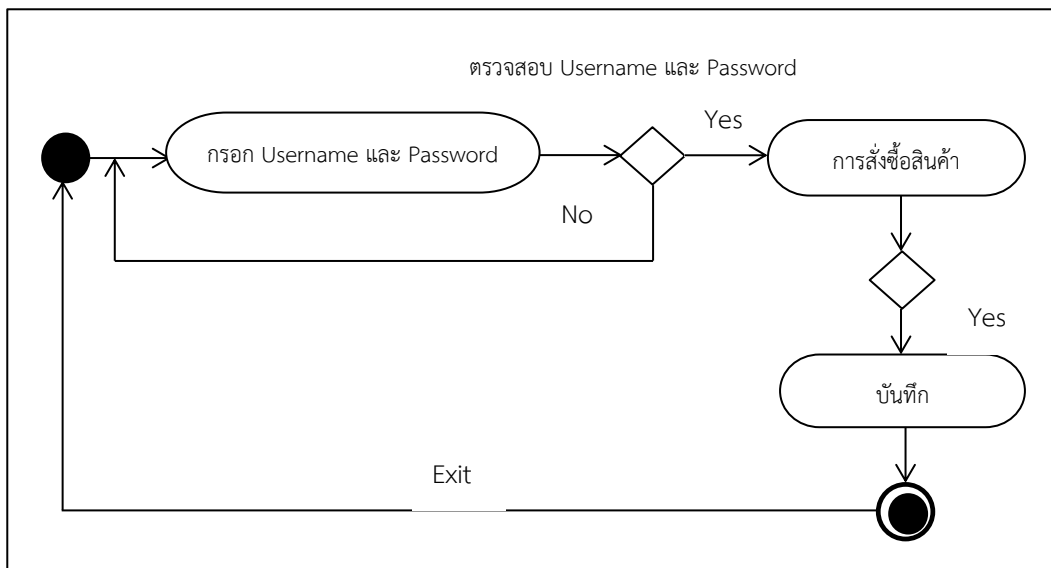 ตรวจสอบ Username และ Password
กรอก Username และ Password
Yes
การสั่งซื้อสินค้า
No
Yes
บันทึก
Exit